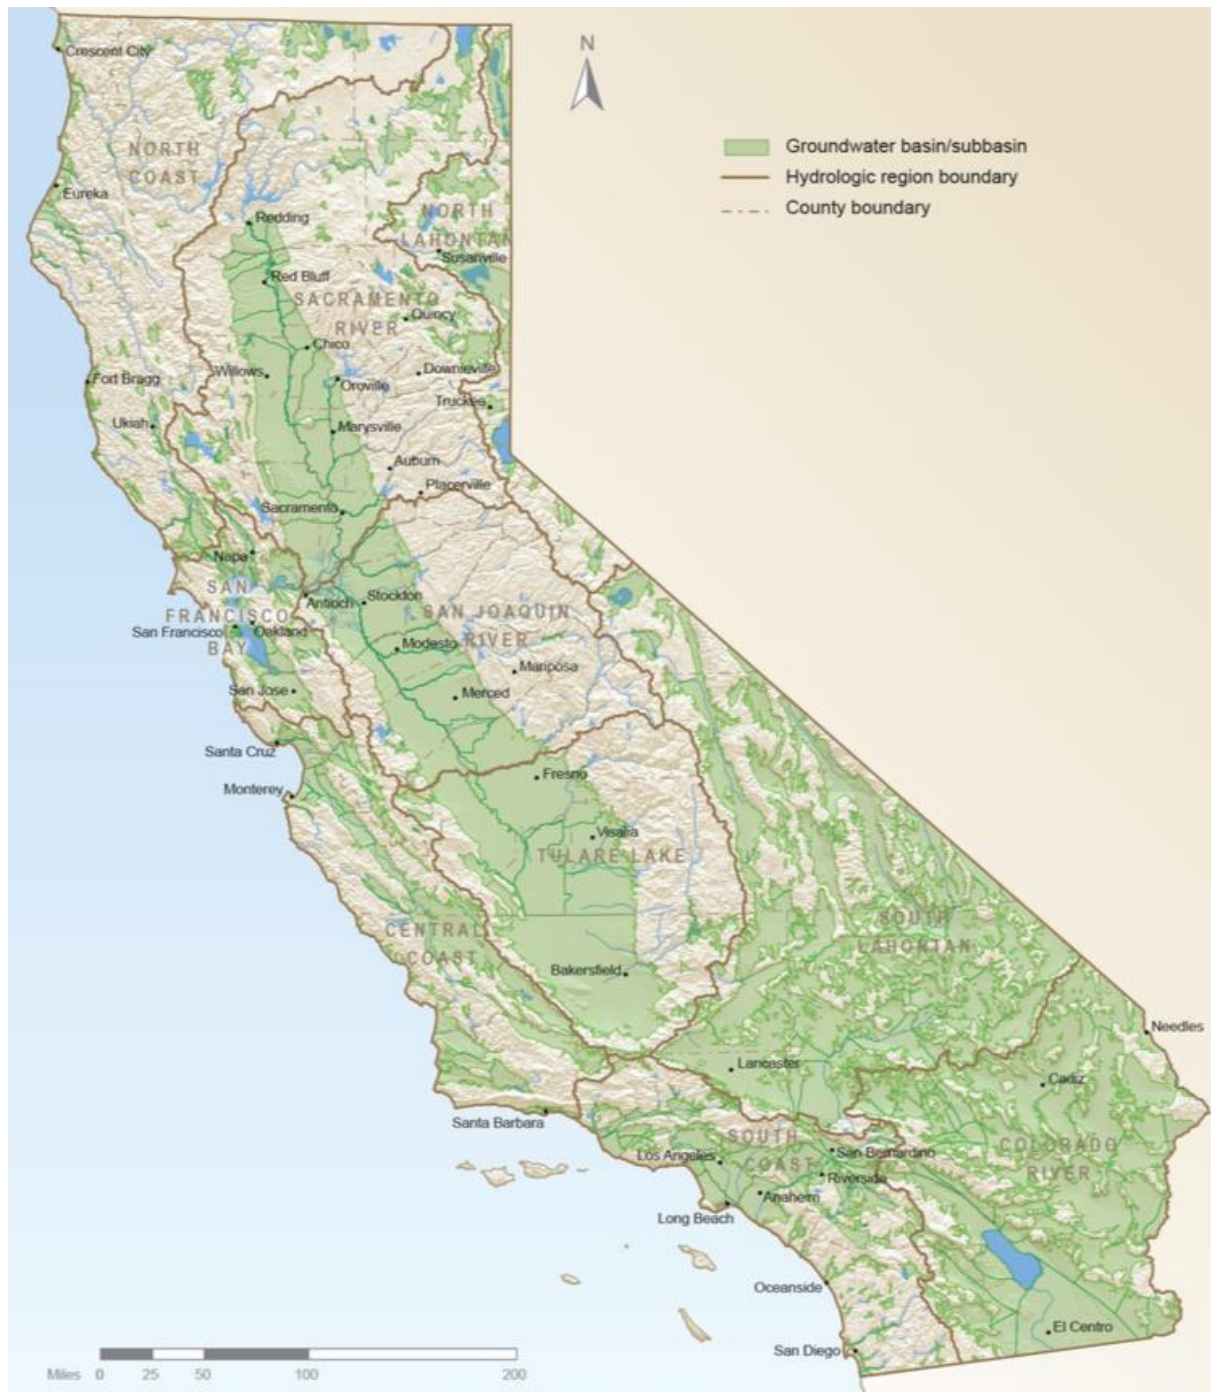 N
Groundwater basin/subbasin
Hydrologic region boundary
County boundary
Crescent City
NORTH
COAST
Eureka
Redding
NORTH
LAHONTAN
Susanville
Red Bluff
SACRAMENTO
RIVER
Quincy
Chico
Willows
Oroville
Downieville
Fort Bragg
Truckee
Ukiah
Marysville
Auburn
Placerville
Sacramento
Napa
SAN
FRANCISCO
BAY
Antioch
Stockton
SAN JOAQUIN
RIVER
San Francisco
Oakland
Modesto
Mariposa
San Jose
Merced
Santa Cruz
Monterey
Fresno
Visalia
TULARE LAKE
CENTRAL
COAST
SOUTH
LAHONTAN
Bakersfield
Needles
Lancaster
Cadiz
Santa Barbara
SOUTH
COAST
COLORADO
RIVER
Los Angeles
San Bernardino
Riverside
Anaheim
Long Beach
Oceanside
El Centro
San Diego
Miles 0 25 50 100 200